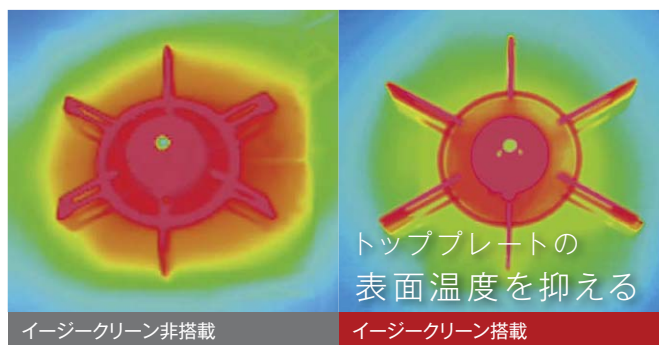 トッププレートの
表面温度を抑える
イージークリーン非搭載
イージークリーン搭載